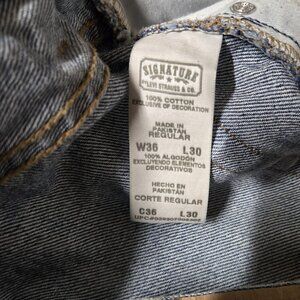 SIGNATURE
BY LEVI STRAUSS & CO.
100% COTTON
EXCLUSIVE OF DECORATION
MADE IN
PAKISTAN
REGULAR
W36 L30
100% ALGODÓN
EXCLUYENDO ELEMENTOS
DECORATIVOS
HECHO EN
PAKISTÁN
CORTE REGULAR
C36 L30